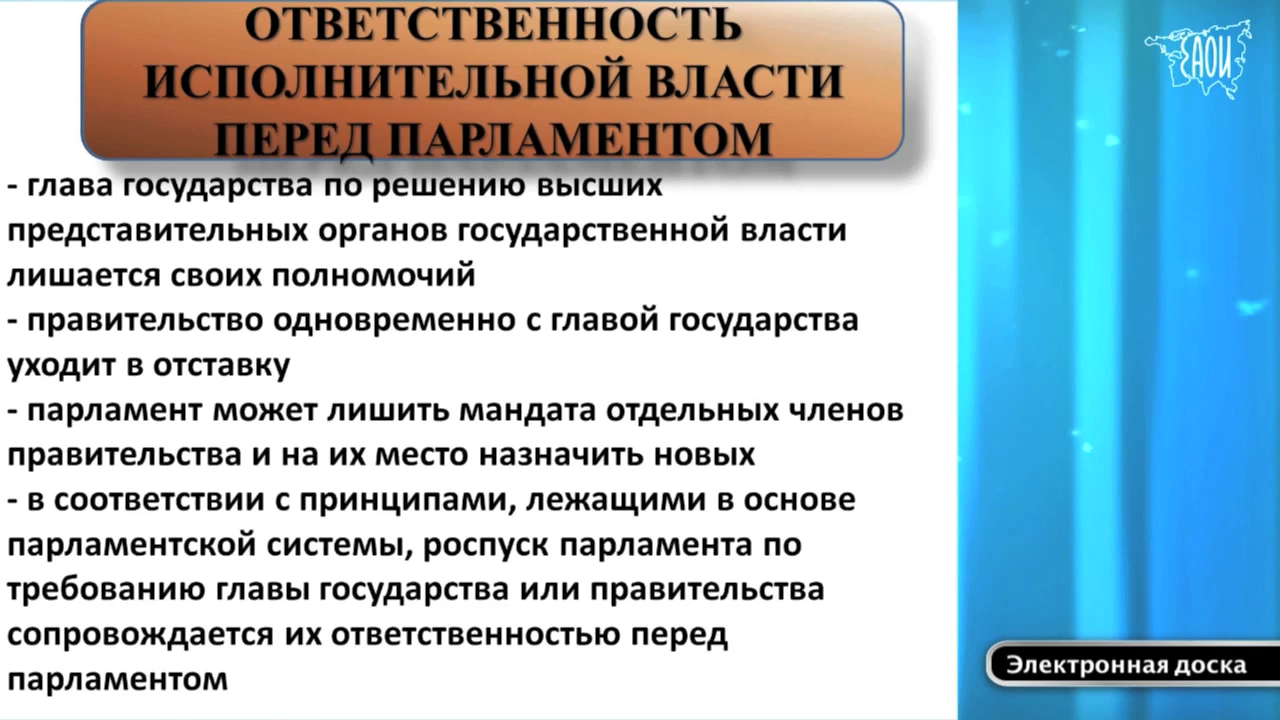 ОТВЕТСТВЕННОСТЬ
ИСПОЛНИТЕЛЬНОЙ ВЛАСТИ
ПЕРЕД ПАРЛАМЕНТОМ
- глава государства по решению высших
представительных органов государственной власти
лишается своих полномочий
- правительство одновременно с главой государства
уходит в отставку
- парламент может лишить мандата отдельных членов
правительства и на их место назначить новых
- в соответствии с принципами, лежащими в основе
парламентской системы, роспуск парламента по
требованию главы государства или правительства
сопровождается их ответственностью перед
парламентом
ЕАОИ
Электронная доска